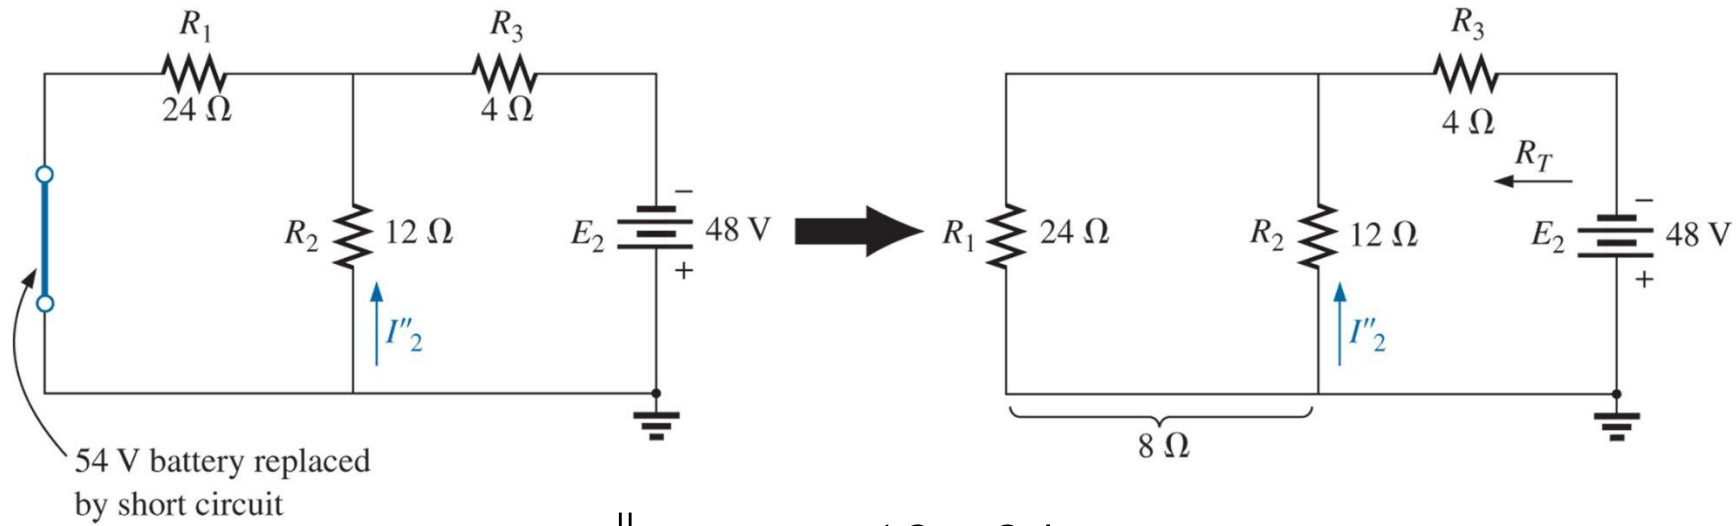 R1
24 Ω
R3
4 Ω
R2
12 Ω
I″2
E2
−
48 V
+
54 V battery replaced
by short circuit
R3
4 Ω
RT
R1
24 Ω
R2
12 Ω
I″2
E2
−
48 V
+
8 Ω